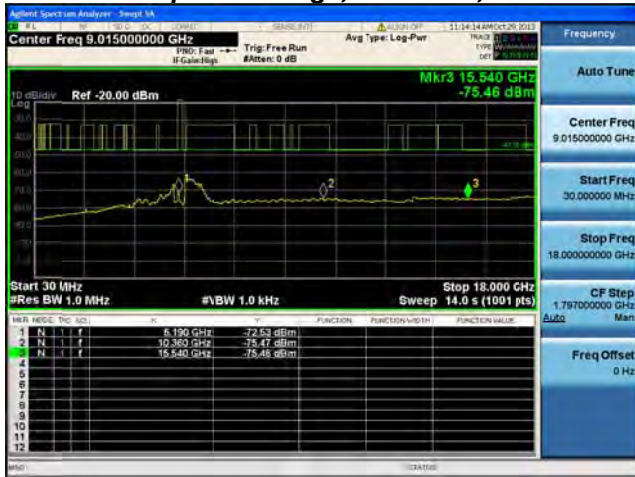 Agilent Spectrum Analyzer - Swept SA
11:14:14 AM Oct 29, 2013
Center Freq 9.015000000 GHz
Avg Type: Log-Pwr
PNO: Fast
Trig: Free Run
IFGain:High
#Atten: 0 dB
Mkr3 15.540 GHz
-75.46 dBm
10 dB/div
Ref -20.00 dBm
Log
1
2
3
Start 30 MHz
Stop 18.000 GHz
#Res BW 1.0 MHz
#VBW 1.0 kHz
Sweep 14.0 s (1001 pts)
MKR MODE TRC SCL X Y FUNCTION FUNCTION WIDTH FUNCTION VALUE
1 N 1 f 5.190 GHz -72.53 dBm
2 N 1 f 10.360 GHz -75.47 dBm
3 N 1 f 15.540 GHz -75.46 dBm
4
5
6
7
8
9
10
11
12
MSG
STATUS
Frequency
Auto Tune
Center Freq
9.015000000 GHz
Start Freq
30.000000 MHz
Stop Freq
18.000000000 GHz
CF Step
1.797000000 GHz
Auto Man
Freq Offset
0 Hz